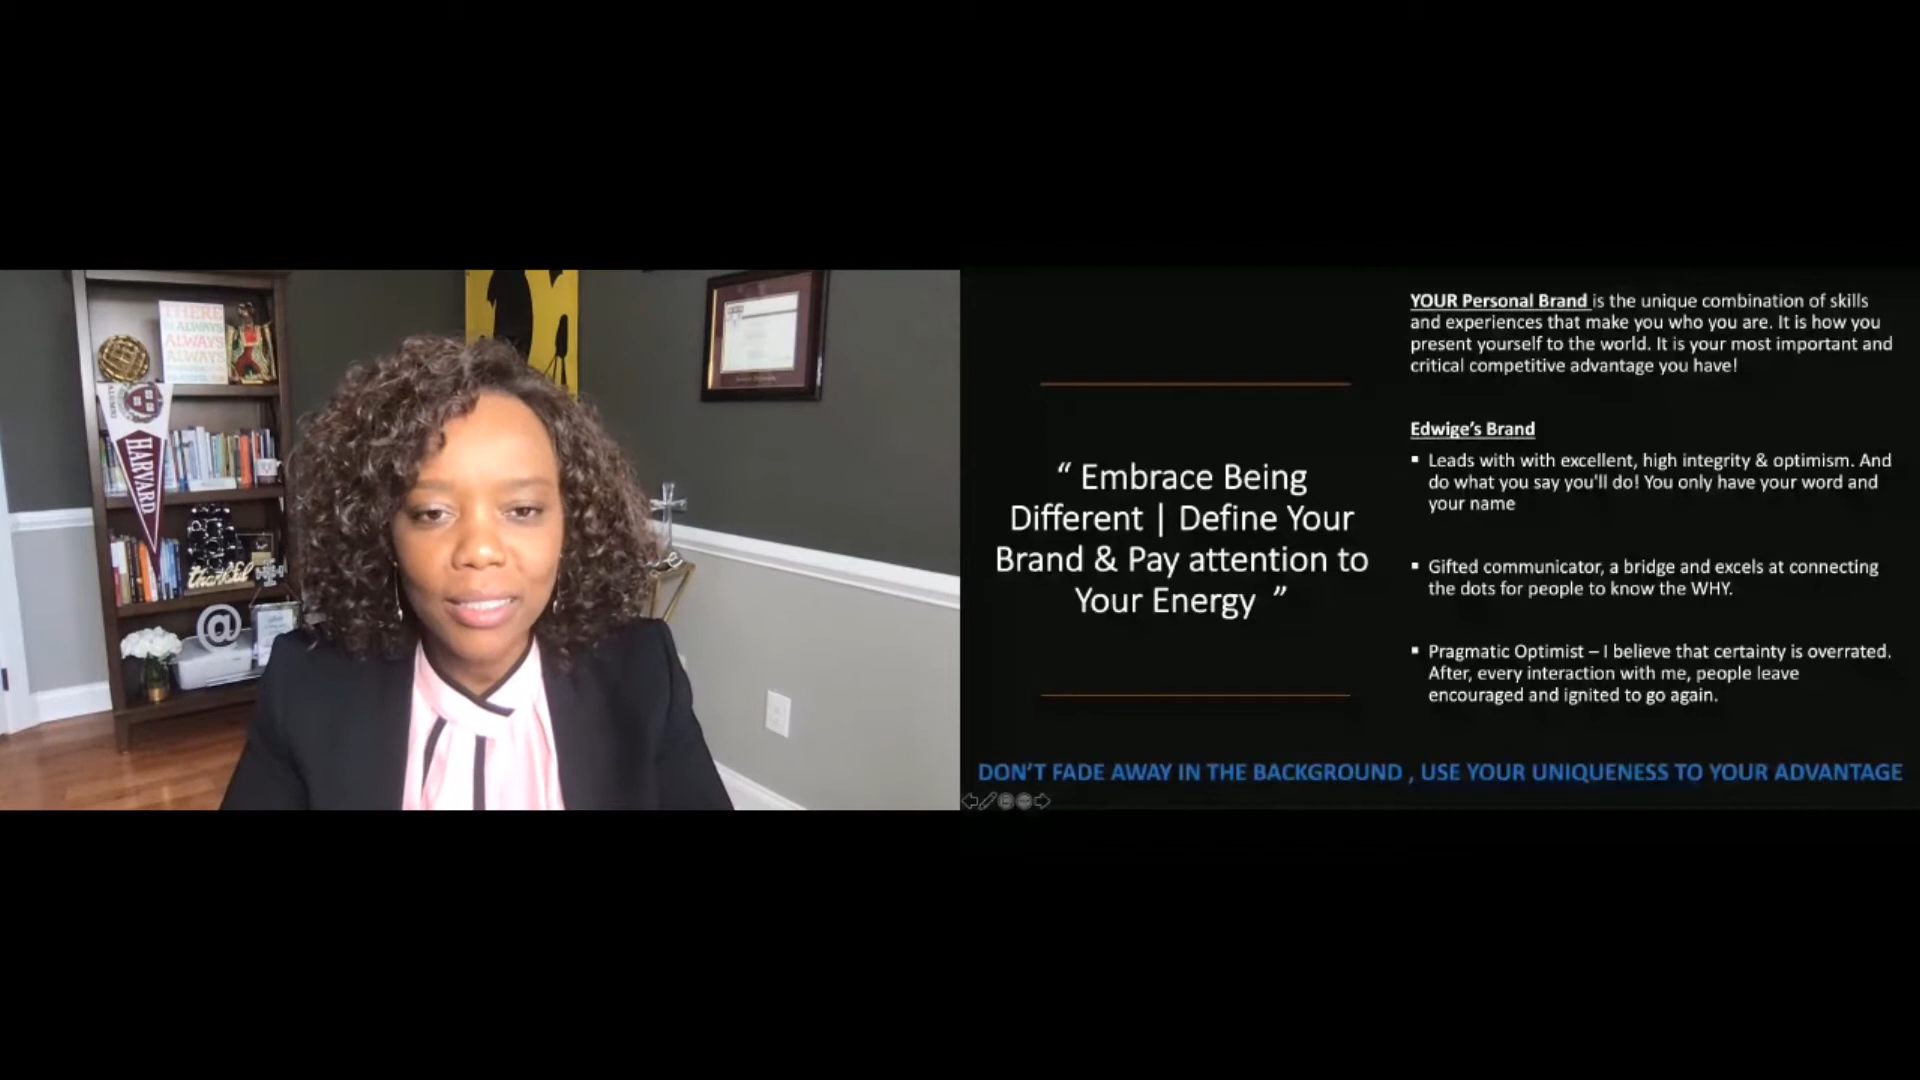 THERE
IS ALWAYS
ALWAYS
ALWAYS
ALUMNI
HARVARD
thankful
@
“ Embrace Being
Different | Define Your
Brand & Pay attention to
Your Energy ”
YOUR Personal Brand is the unique combination of skills
and experiences that make you who you are. It is how you
present yourself to the world. It is your most important and
critical competitive advantage you have!
Edwige’s Brand
▪ Leads with with excellent, high integrity & optimism. And
do what you say you'll do! You only have your word and
your name
▪ Gifted communicator, a bridge and excels at connecting
the dots for people to know the WHY.
▪ Pragmatic Optimist – I believe that certainty is overrated.
After, every interaction with me, people leave
encouraged and ignited to go again.
DON’T FADE AWAY IN THE BACKGROUND , USE YOUR UNIQUENESS TO YOUR ADVANTAGE